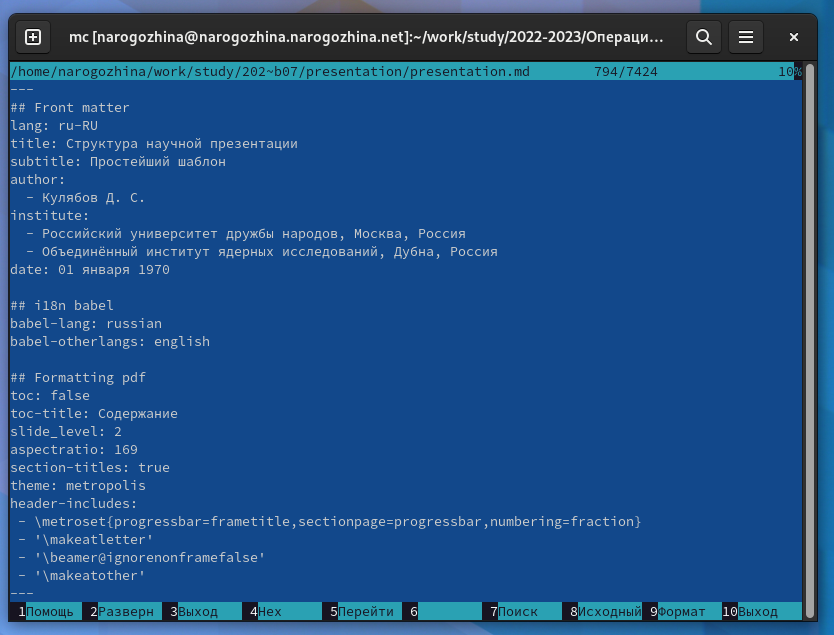 mc [narogozhina@narogozhina.narogozhina.net]:~/work/study/2022-2023/Операци…
/home/narogozhina/work/study/202~b07/presentation/presentation.md 794/7424 10%
---
## Front matter
lang: ru-RU
title: Структура научной презентации
subtitle: Простейший шаблон
author:
  - Кулябов Д. С.
institute:
  - Российский университет дружбы народов, Москва, Россия
  - Объединённый институт ядерных исследований, Дубна, Россия
date: 01 января 1970
## i18n babel
babel-lang: russian
babel-otherlangs: english
## Formatting pdf
toc: false
toc-title: Содержание
slide_level: 2
aspectratio: 169
section-titles: true
theme: metropolis
header-includes:
 - \metroset{progressbar=frametitle,sectionpage=progressbar,numbering=fraction}
 - '\makeatletter'
 - '\beamer@ignorenonframefalse'
 - '\makeatother'
---
1Помощь 2Разверн 3Выход 4Hex 5Перейти 6 7Поиск 8Исходный 9Формат 10Выход